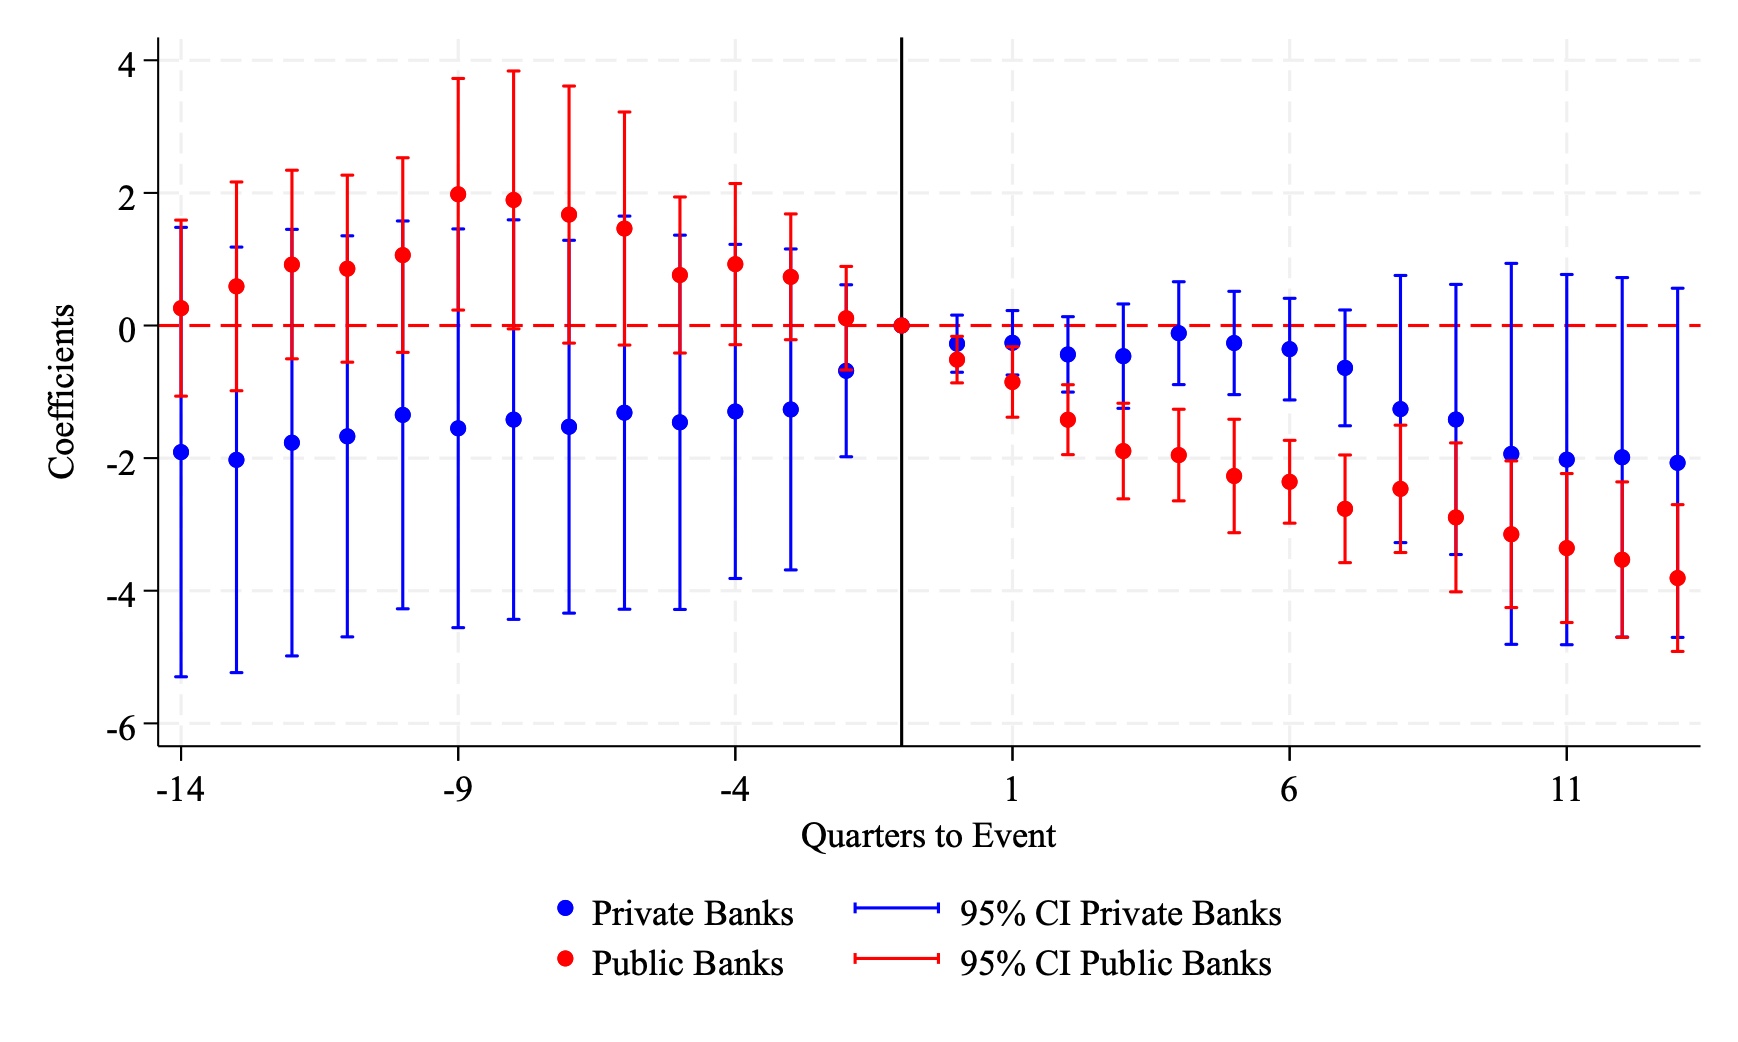 4
2
0
-2
-4
-6
Coefficients
-14 -9 -4 1 6 11
Quarters to Event
Private Banks 95% CI Private Banks
Public Banks 95% CI Public Banks